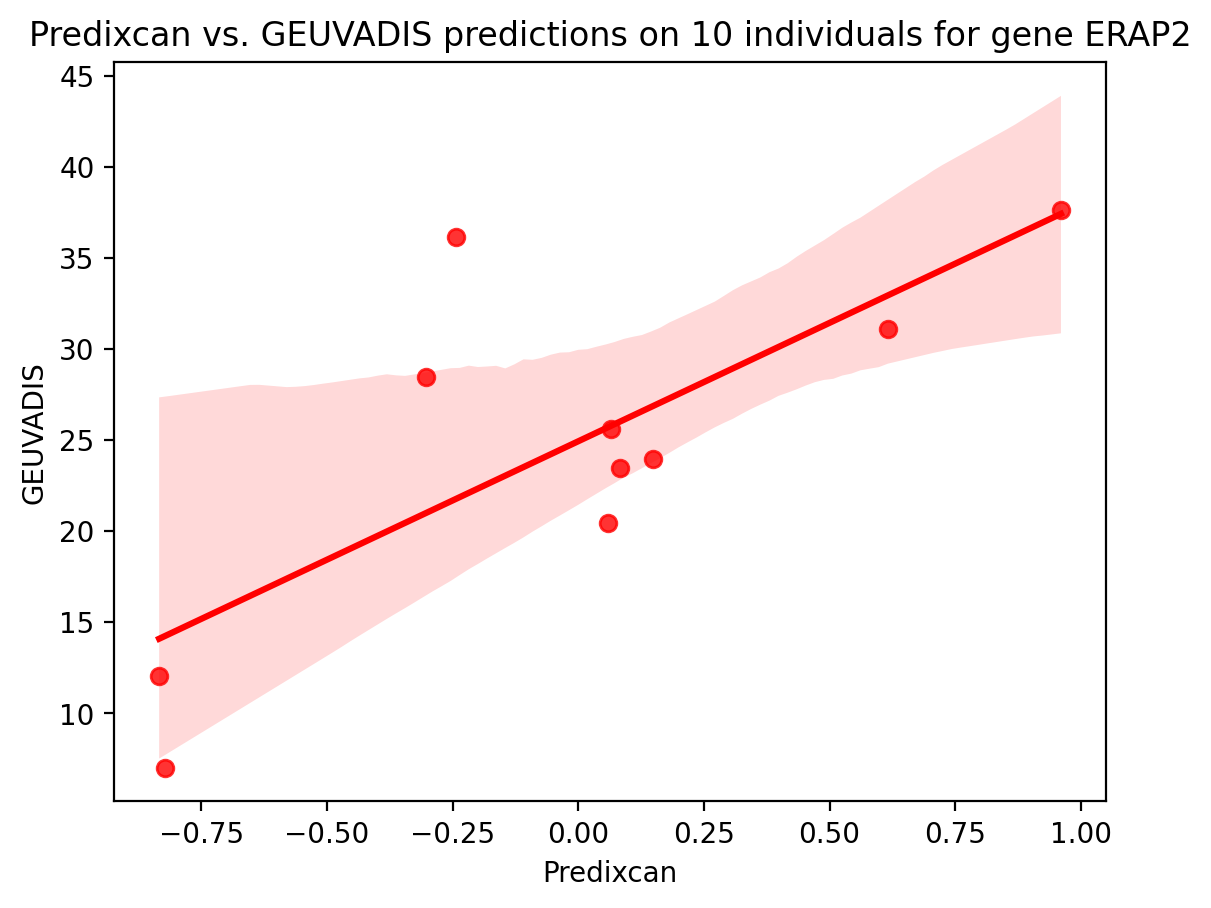 Predixcan vs. GEUVADIS predictions on 10 individuals for gene ERAP2
45
40
35
30
25
20
15
10
GEUVADIS
−0.75 −0.50 −0.25 0.00 0.25 0.50 0.75 1.00
Predixcan